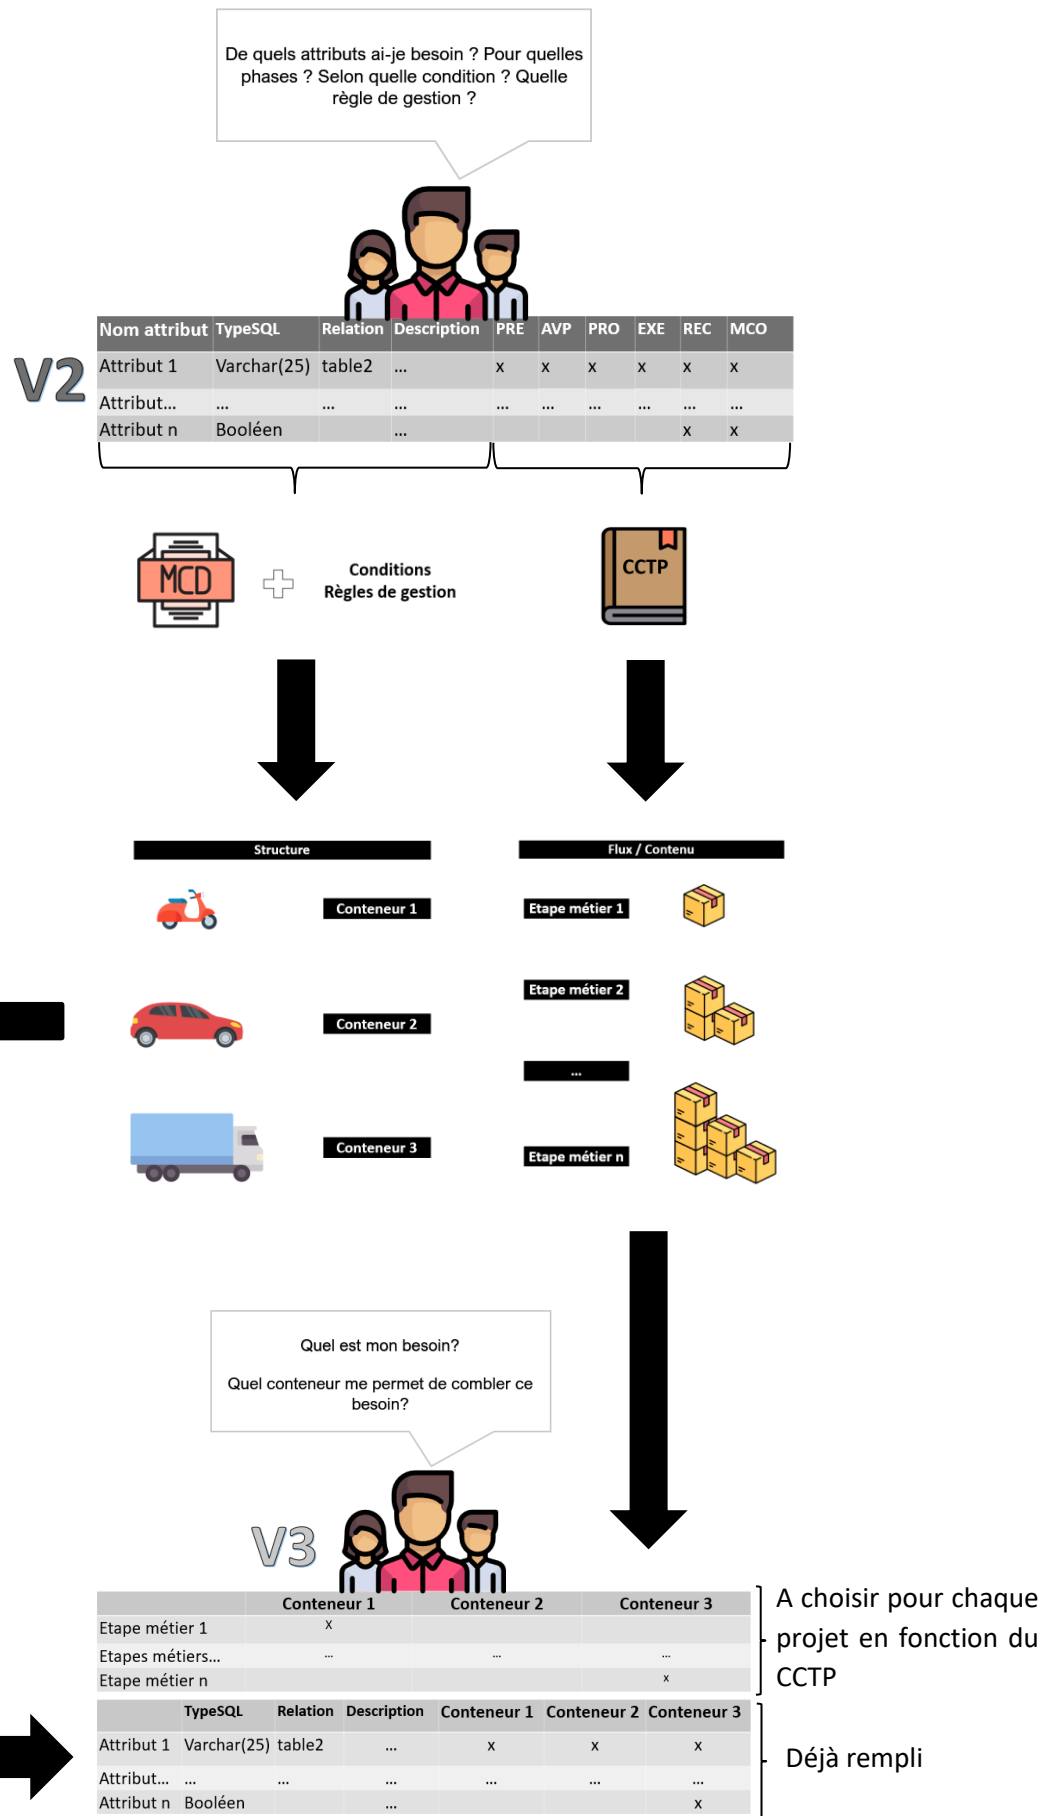 De quels attributs ai-je besoin ? Pour quelles
phases ? Selon quelle condition ? Quelle
règle de gestion ?
V2
Nom attribut TypeSQL Relation Description PRE AVP PRO EXE REC MCO
Attribut 1 Varchar(25) table2 ... x x x x x x
Attribut... ... ... ... ... ... ... ... ... ...
Attribut n Booléen ... x x
MCD
Conditions
Règles de gestion
CCTP
Structure
Conteneur 1
Conteneur 2
Conteneur 3
Flux / Contenu
Etape métier 1
Etape métier 2
...
Etape métier n
Quel est mon besoin?
Quel conteneur me permet de combler ce
besoin?
V3
Conteneur 1 Conteneur 2 Conteneur 3
Etape métier 1 x
Etapes métiers... ... ... ...
Etape métier n x
A choisir pour chaque
projet en fonction du
CCTP
TypeSQL Relation Description Conteneur 1 Conteneur 2 Conteneur 3
Attribut 1 Varchar(25) table2 ... x x x
Attribut... ... ... ... ... ... ...
Attribut n Booléen ... x
Déjà rempli